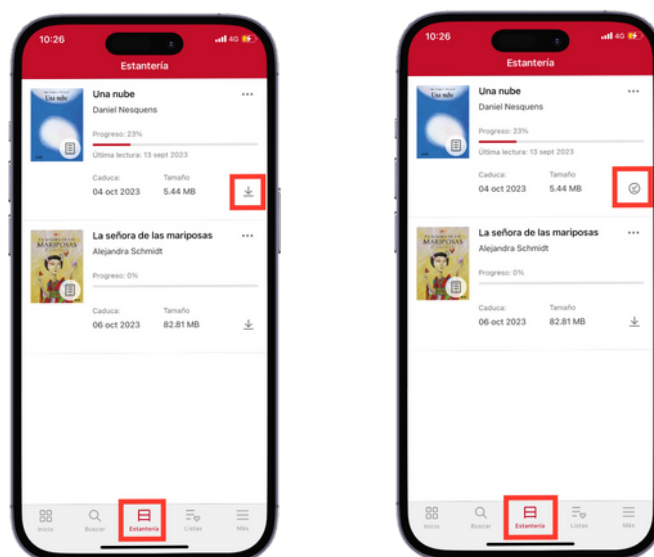 10:26
4G
Estantería
Una nube
Daniel Nesquens
Progreso: 23%
Última lectura: 13 sept 2023
Caduca: Tamaño
04 oct 2023 5.44 MB
La señora de las mariposas
Alejandra Schmidt
Progreso: 0%
Caduca: Tamaño
06 oct 2023 82.81 MB
Inicio Buscar Estantería Listas Más
10:26
4G
Estantería
Una nube
Daniel Nesquens
Progreso: 23%
Última lectura: 13 sept 2023
Caduca: Tamaño
04 oct 2023 5.44 MB
La señora de las mariposas
Alejandra Schmidt
Progreso: 0%
Caduca: Tamaño
06 oct 2023 82.81 MB
Inicio Buscar Estantería Listas Más